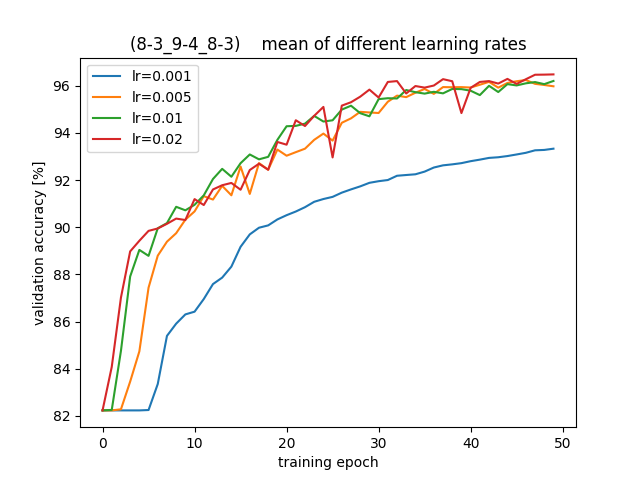 (8-3_9-4_8-3)    mean of different learning rates
lr=0.001
lr=0.005
lr=0.01
lr=0.02
validation accuracy [%]
96
94
92
90
88
86
84
82
0 10 20 30 40 50
training epoch